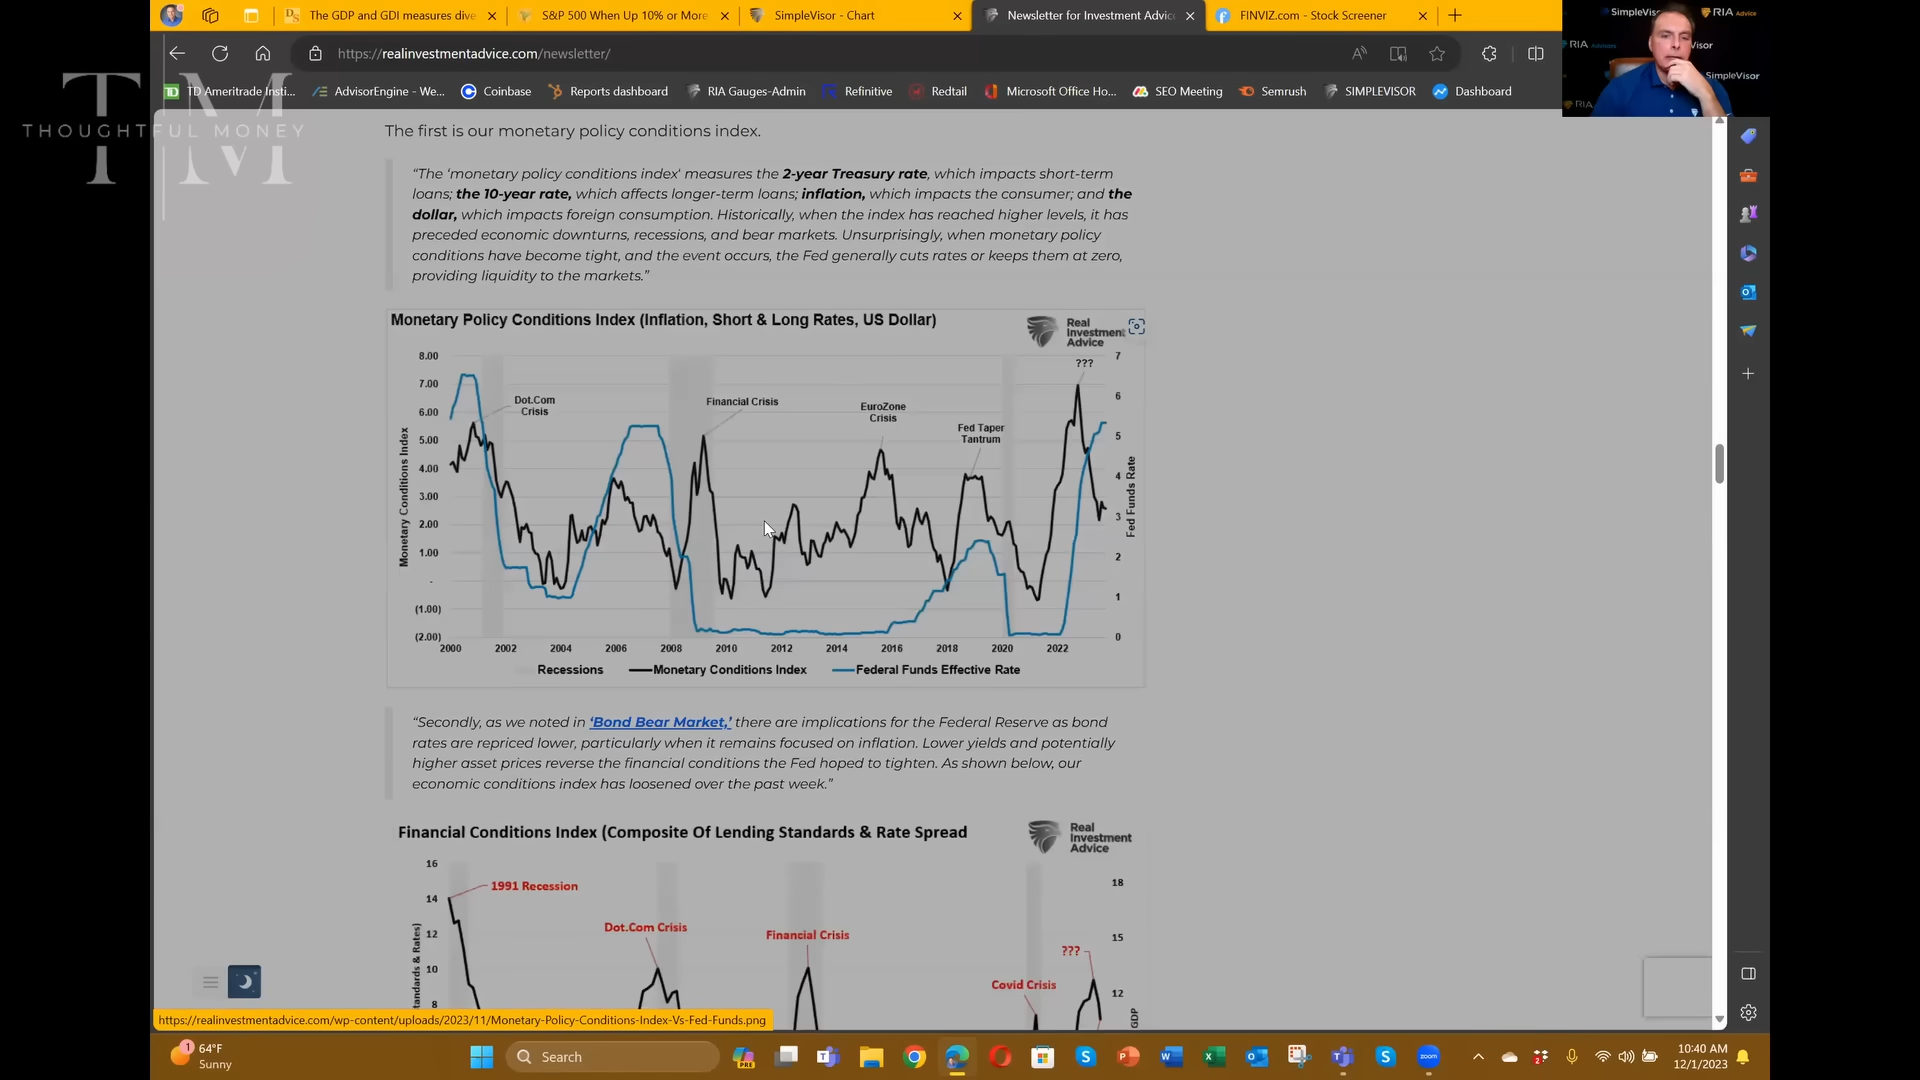 The GDP and GDI measures dive
S&P 500 When Up 10% or More
SimpleVisor - Chart
Newsletter for Investment Advic
FINVIZ.com - Stock Screener
https://realinvestmentadvice.com/newsletter/
TD Ameritrade Insti...
AdvisorEngine - We...
Coinbase
Reports dashboard
RIA Gauges-Admin
Refinitive
Redtail
Microsoft Office Ho...
SEO Meeting
Semrush
SIMPLEVISOR
Dashboard
SimpleVisor
RIA Advice
RIA
SimpleVisor
TM
THOUGHTFUL MONEY
The first is our monetary policy conditions index.
“The ‘monetary policy conditions index‘ measures the 2-year Treasury rate, which impacts short-term
loans; the 10-year rate, which affects longer-term loans; inflation, which impacts the consumer; and the
dollar, which impacts foreign consumption. Historically, when the index has reached higher levels, it has
preceded economic downturns, recessions, and bear markets. Unsurprisingly, when monetary policy
conditions have become tight, and the event occurs, the Fed generally cuts rates or keeps them at zero,
providing liquidity to the markets.”
Monetary Policy Conditions Index (Inflation, Short & Long Rates, US Dollar)
Real
Investment
Advice
8.00
7.00
6.00
5.00
4.00
3.00
2.00
1.00
-
(1.00)
(2.00)
Monetary Conditions Index
Dot.Com
Crisis
Financial Crisis
EuroZone
Crisis
Fed Taper
Tantrum
???
7
6
5
4
3
2
1
0
Fed Funds Rate
2000 2002 2004 2006 2008 2010 2012 2014 2016 2018 2020 2022
Recessions Monetary Conditions Index Federal Funds Effective Rate
“Secondly, as we noted in ‘Bond Bear Market,’ there are implications for the Federal Reserve as bond
rates are repriced lower, particularly when it remains focused on inflation. Lower yields and potentially
higher asset prices reverse the financial conditions the Fed hoped to tighten. As shown below, our
economic conditions index has loosened over the past week.”
Financial Conditions Index (Composite Of Lending Standards & Rate Spread
Real
Investment
Advice
16
14
12
10
8
1991 Recession
Dot.Com Crisis
Financial Crisis
Covid Crisis
???
18
15
12
GDP
https://realinvestmentadvice.com/wp-content/uploads/2023/11/Monetary-Policy-Conditions-Index-Vs-Fed-Funds.png
1
64°F
Sunny
Search
PRE
zoom
10:40 AM
12/1/2023